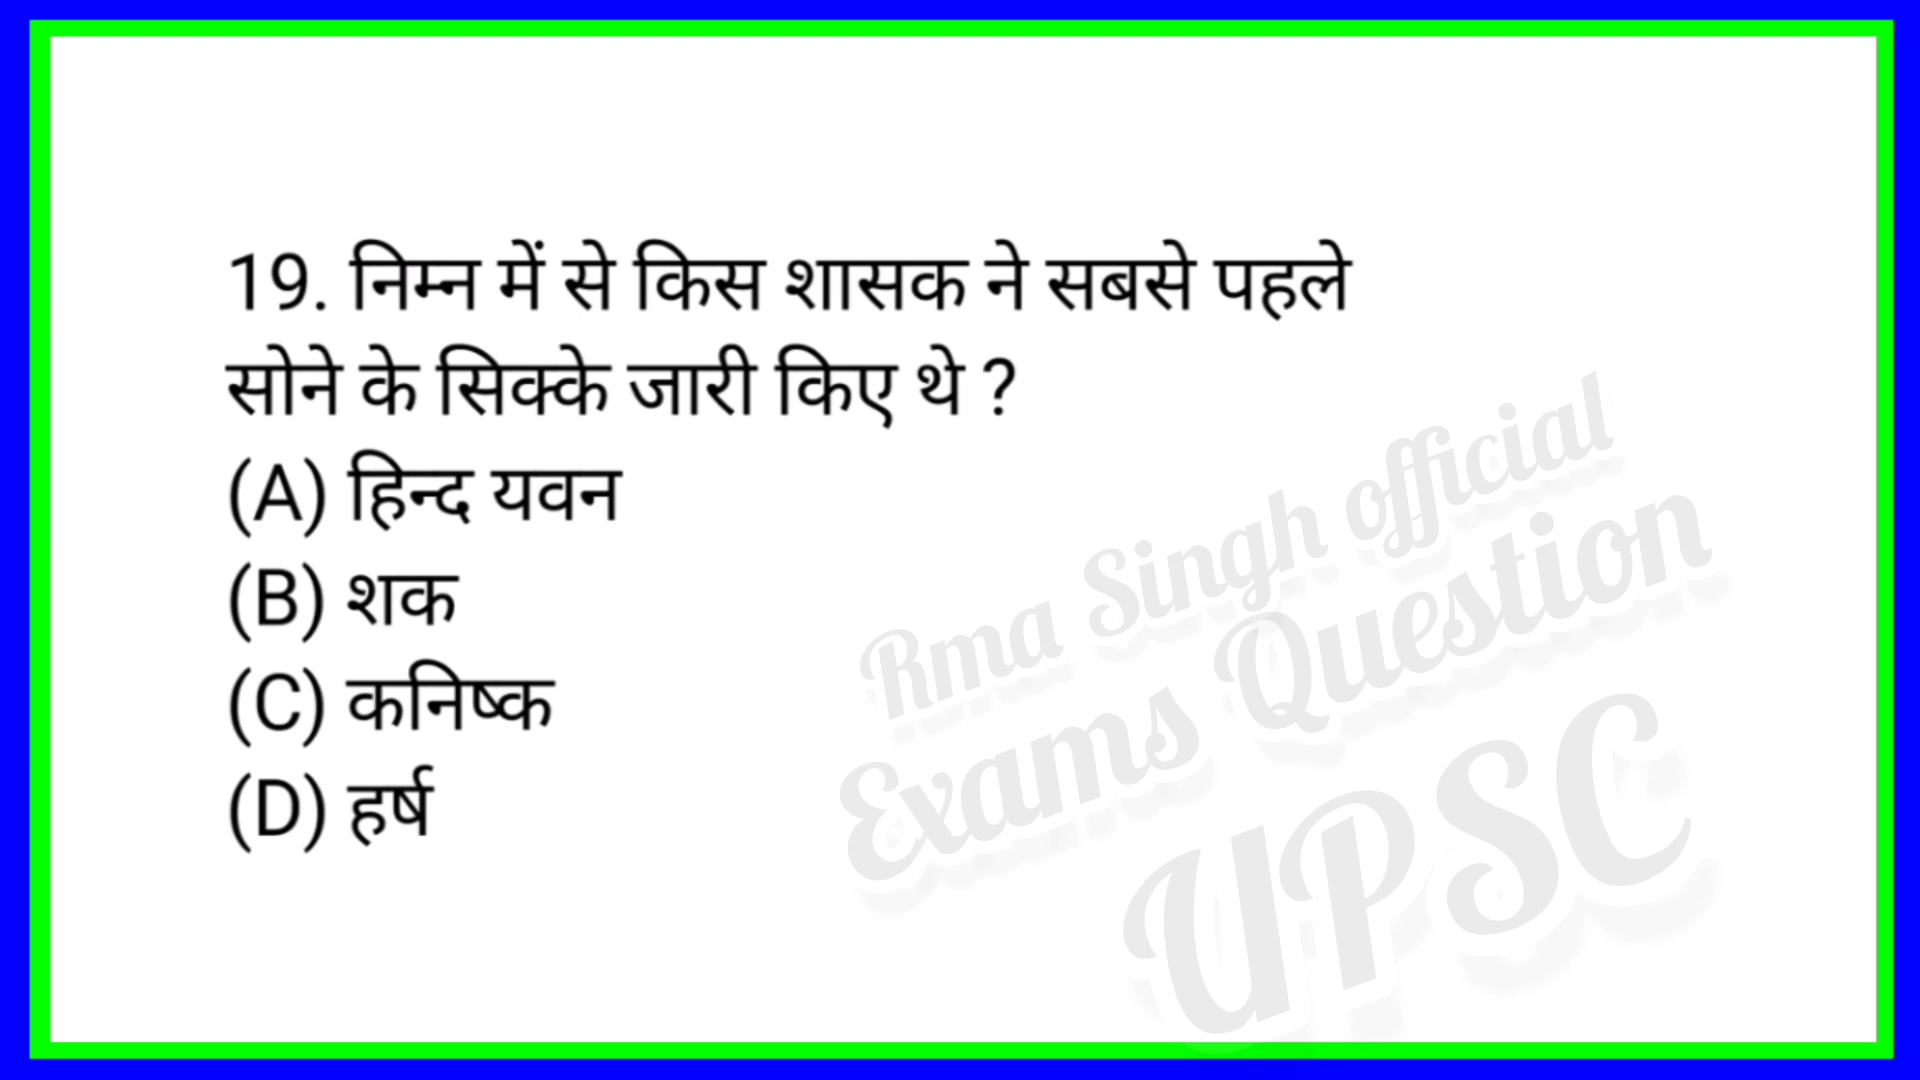 19. निम्न में से किस शासक ने सबसे पहले
सोने के सिक्के जारी किए थे ?
(A) हिन्द यवन
(B) शक
(C) कनिष्क
(D) हर्ष
Rma Singh official
Exams Question
UPSC